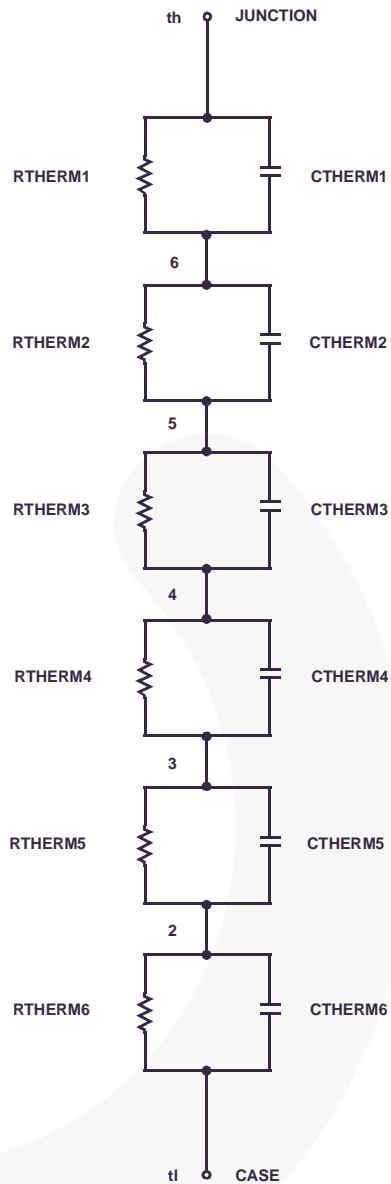 th JUNCTION
RTHERM1 CTHERM1
6
RTHERM2 CTHERM2
5
RTHERM3 CTHERM3
4
RTHERM4 CTHERM4
3
RTHERM5 CTHERM5
2
RTHERM6 CTHERM6
tl CASE